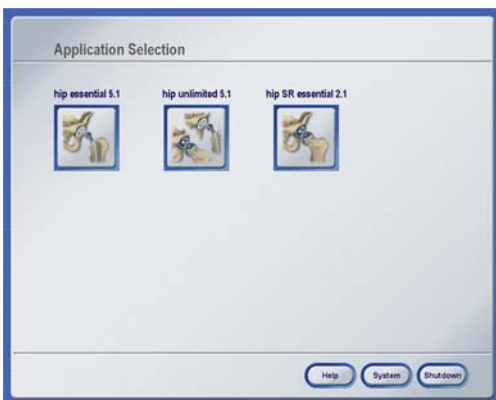 Application Selection
hip essential 5.1 hip unlimited 5.1 hip SR essential 2.1
Help System Shutdown